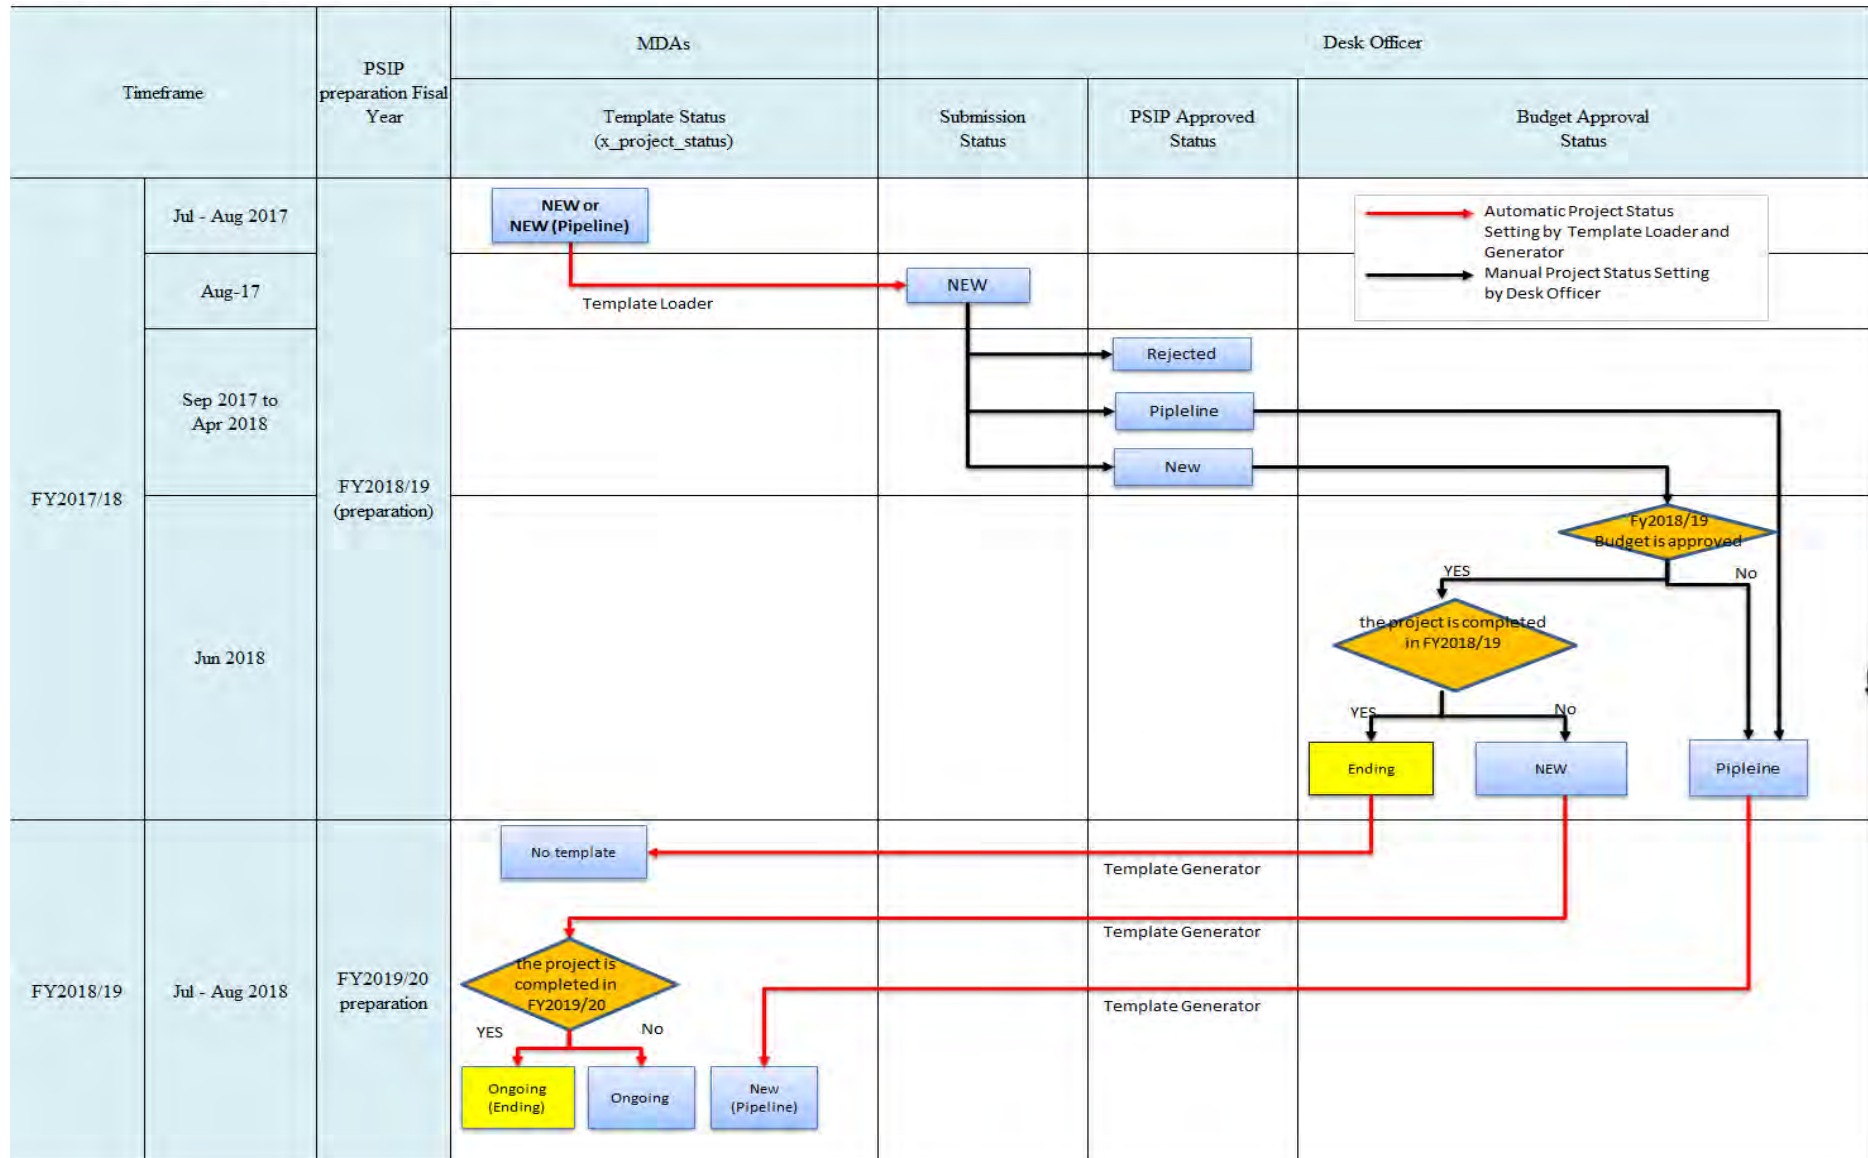 MDAs
Desk Officer
Timeframe
PSIP
preparation Fisal
Year
Template Status
(x_project_status)
Submission
Status
PSIP Approved
Status
Budget Approval
Status
FY2017/18
Jul - Aug 2017
NEW or
NEW (Pipeline)
Automatic Project Status
Setting by Template Loader and
Generator
Manual Project Status Setting
by Desk Officer
Aug-17
Template Loader
NEW
Sep 2017 to
Apr 2018
FY2018/19
(preparation)
Rejected
Pipleline
New
Fy2018/19
Budget is approved
YES
No
Jun 2018
the project is completed
in FY2018/19
YES
No
Ending
NEW
Pipleine
FY2018/19
Jul - Aug 2018
FY2019/20
preparation
No template
Template Generator
Template Generator
the project is
completed in
FY2019/20
Template Generator
YES
No
Ongoing
(Ending)
Ongoing
New
(Pipeline)